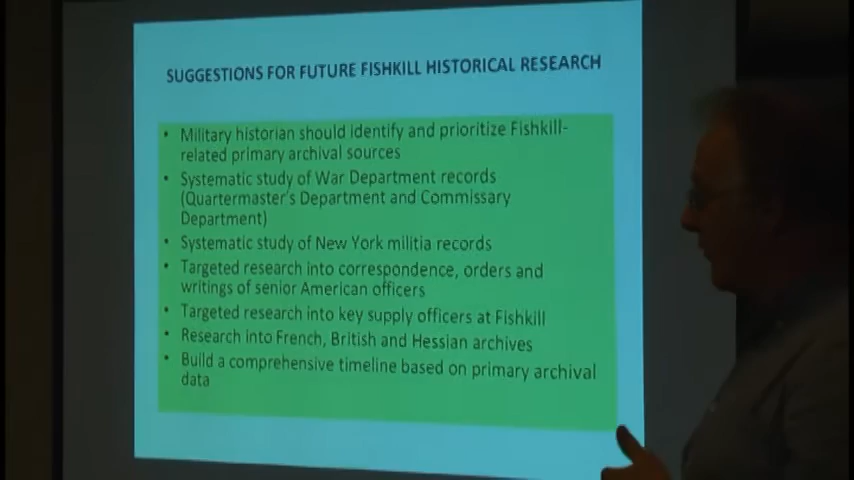 SUGGESTIONS FOR FUTURE FISHKILL HISTORICAL RESEARCH
• Military historian should identify and prioritize Fishkill-
related primary archival sources
• Systematic study of War Department records
(Quartermaster's Department and Commissary
Department)
• Systematic study of New York militia records
• Targeted research into correspondence, orders and
writings of senior American officers
• Targeted research into key supply officers at Fishkill
• Research into French, British and Hessian archives
• Build a comprehensive timeline based on primary archival
data